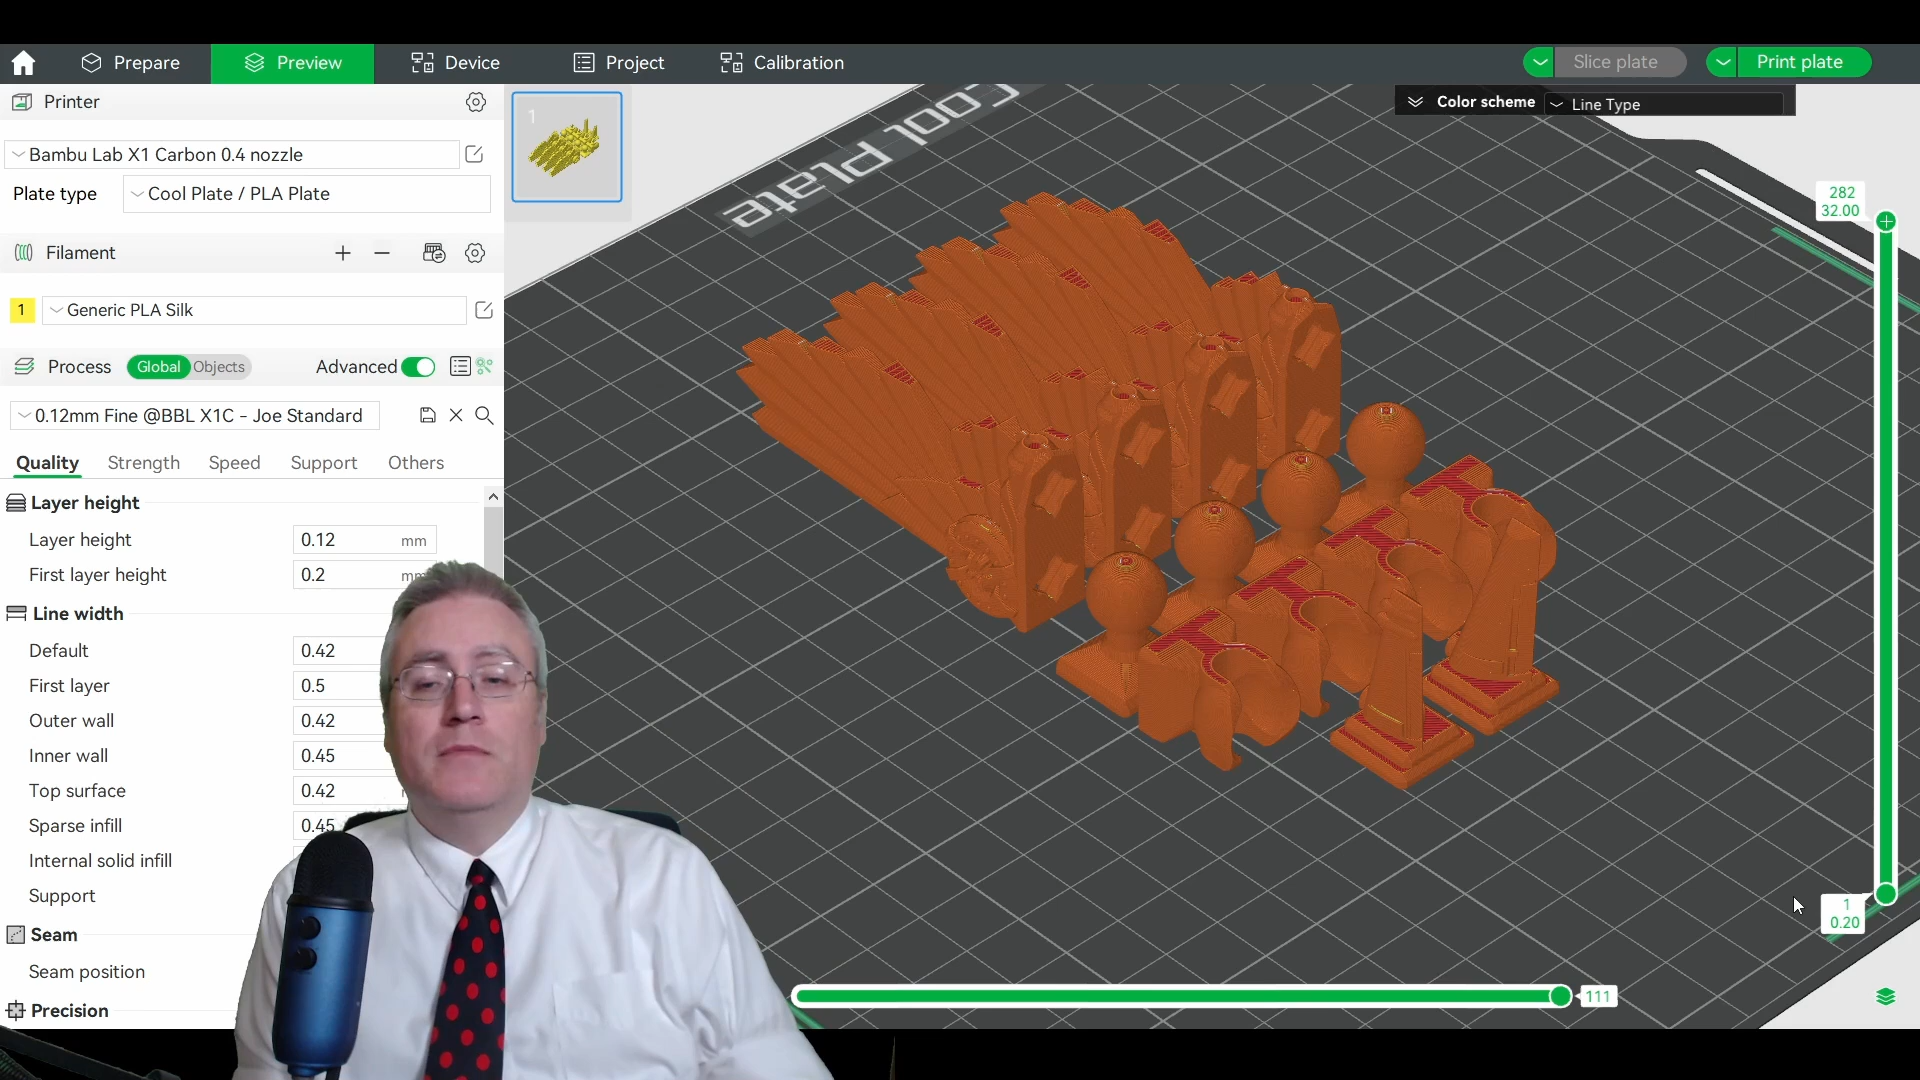 Prepare
Preview
Device
Project
Calibration
Slice plate
Print plate
Printer
Color scheme
Line Type
1
Cool Plate
Bambu Lab X1 Carbon 0.4 nozzle
Plate type
Cool Plate / PLA Plate
282
32.00
Filament
1
Generic PLA Silk
Process
Global
Objects
Advanced
0.12mm Fine @BBL X1C - Joe Standard
Quality
Strength
Speed
Support
Others
Layer height
Layer height
0.12
mm
First layer height
0.2
Line width
Default
0.42
First layer
0.5
Outer wall
0.42
Inner wall
0.45
Top surface
0.42
Sparse infill
0.45
Internal solid infill
Support
1
0.20
Seam
Seam position
111
Precision